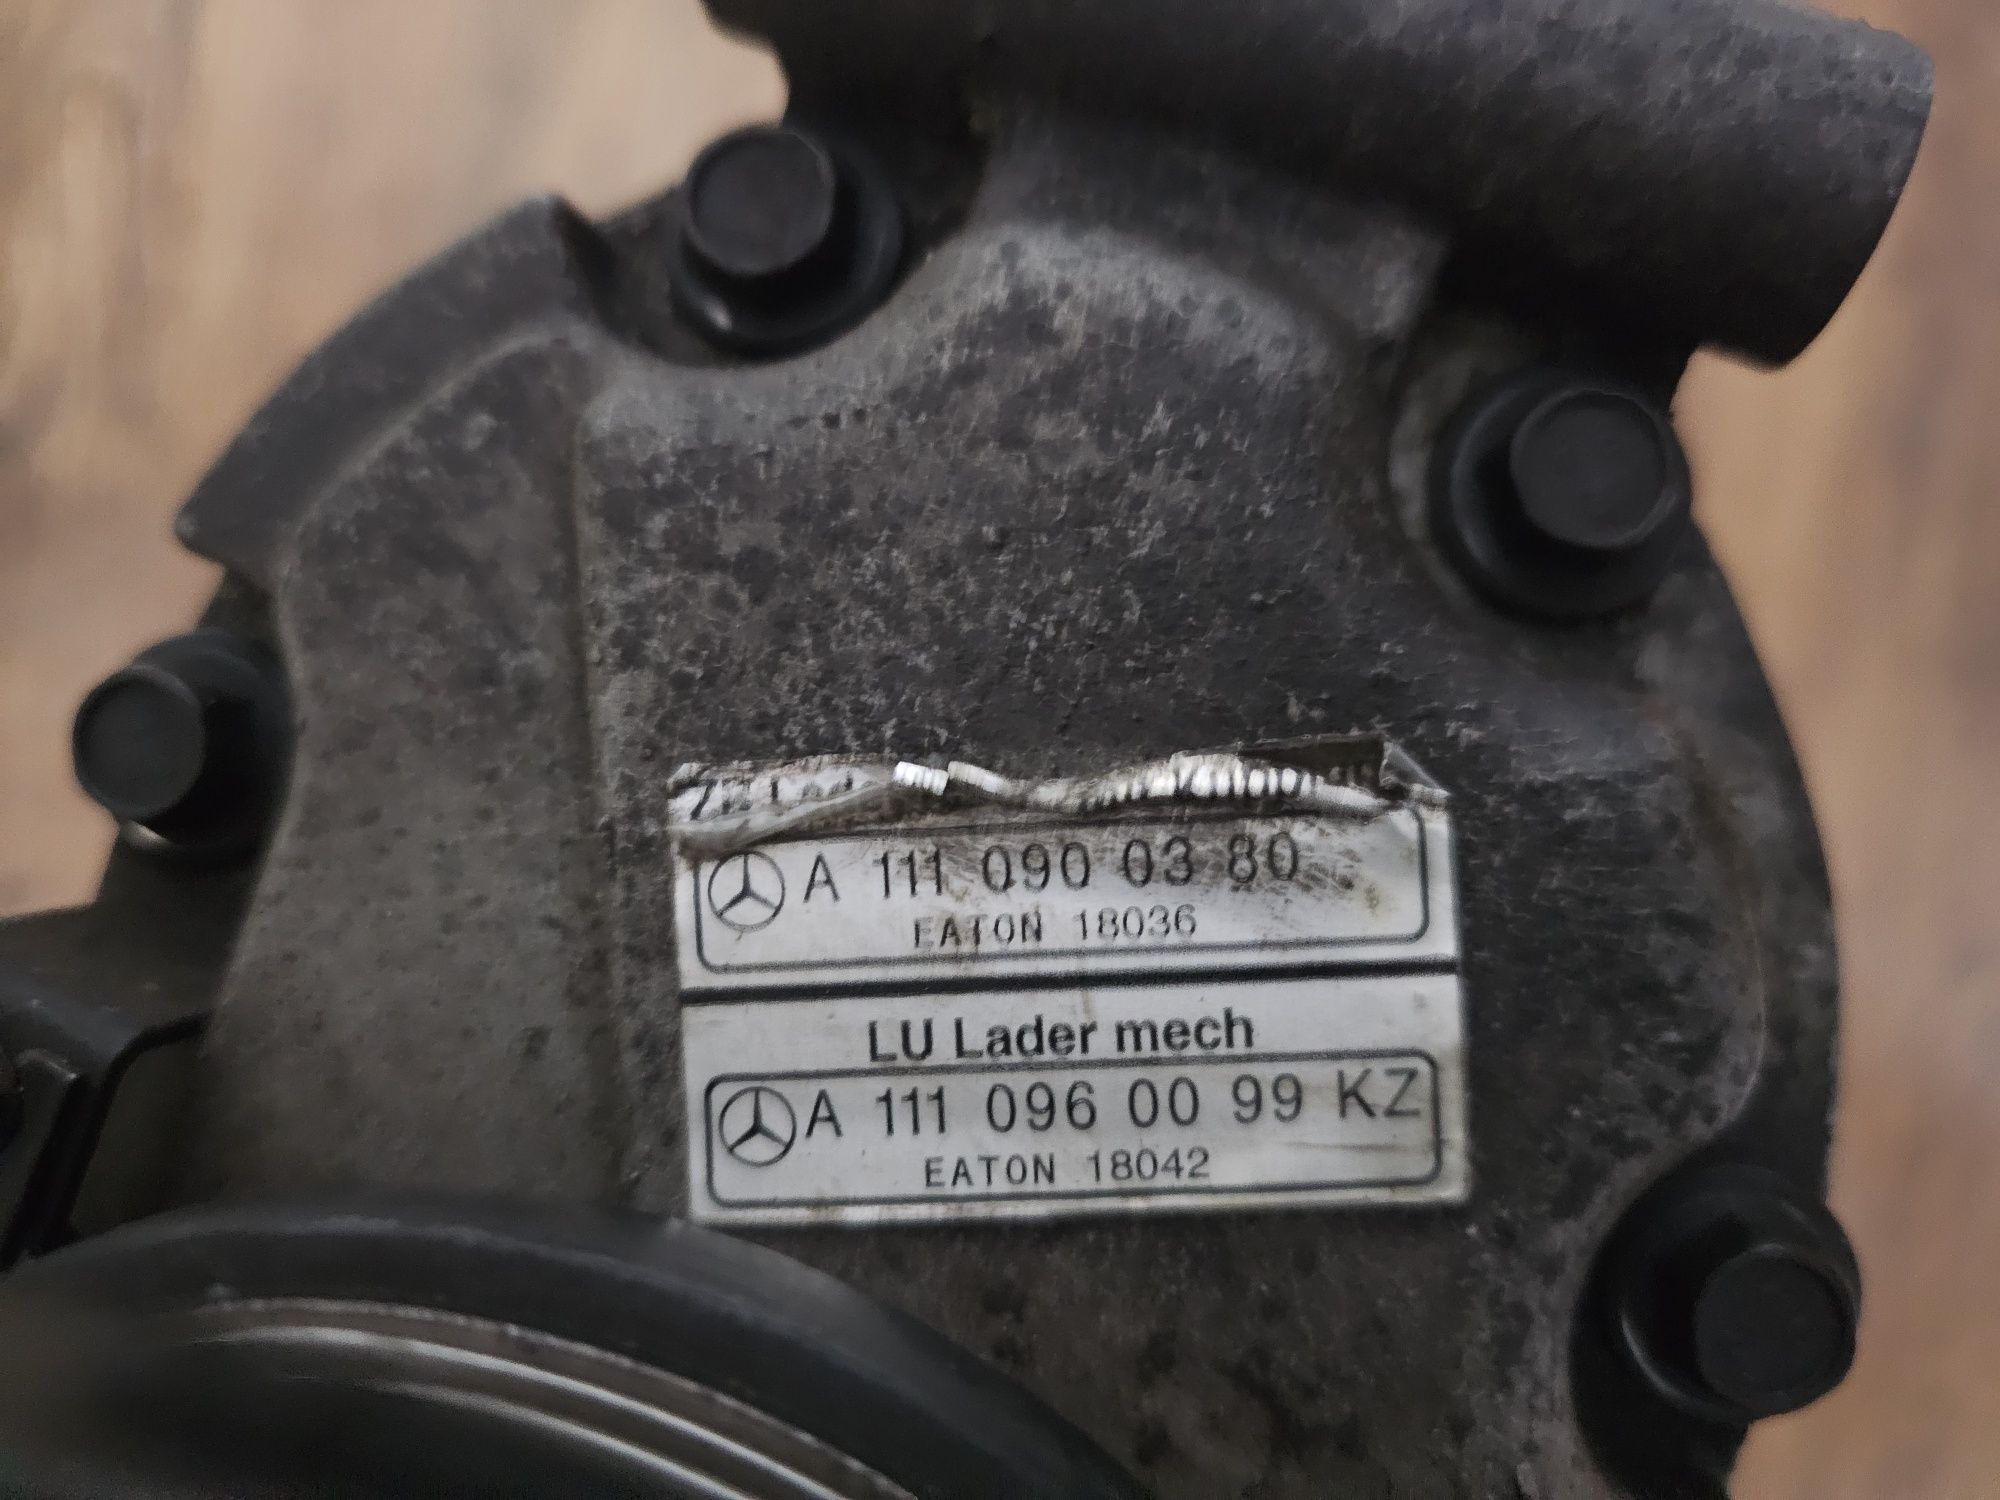 A 111 090 03 80
EATON 18036
LU Lader mech
A 111 096 00 99 KZ
EATON 18042